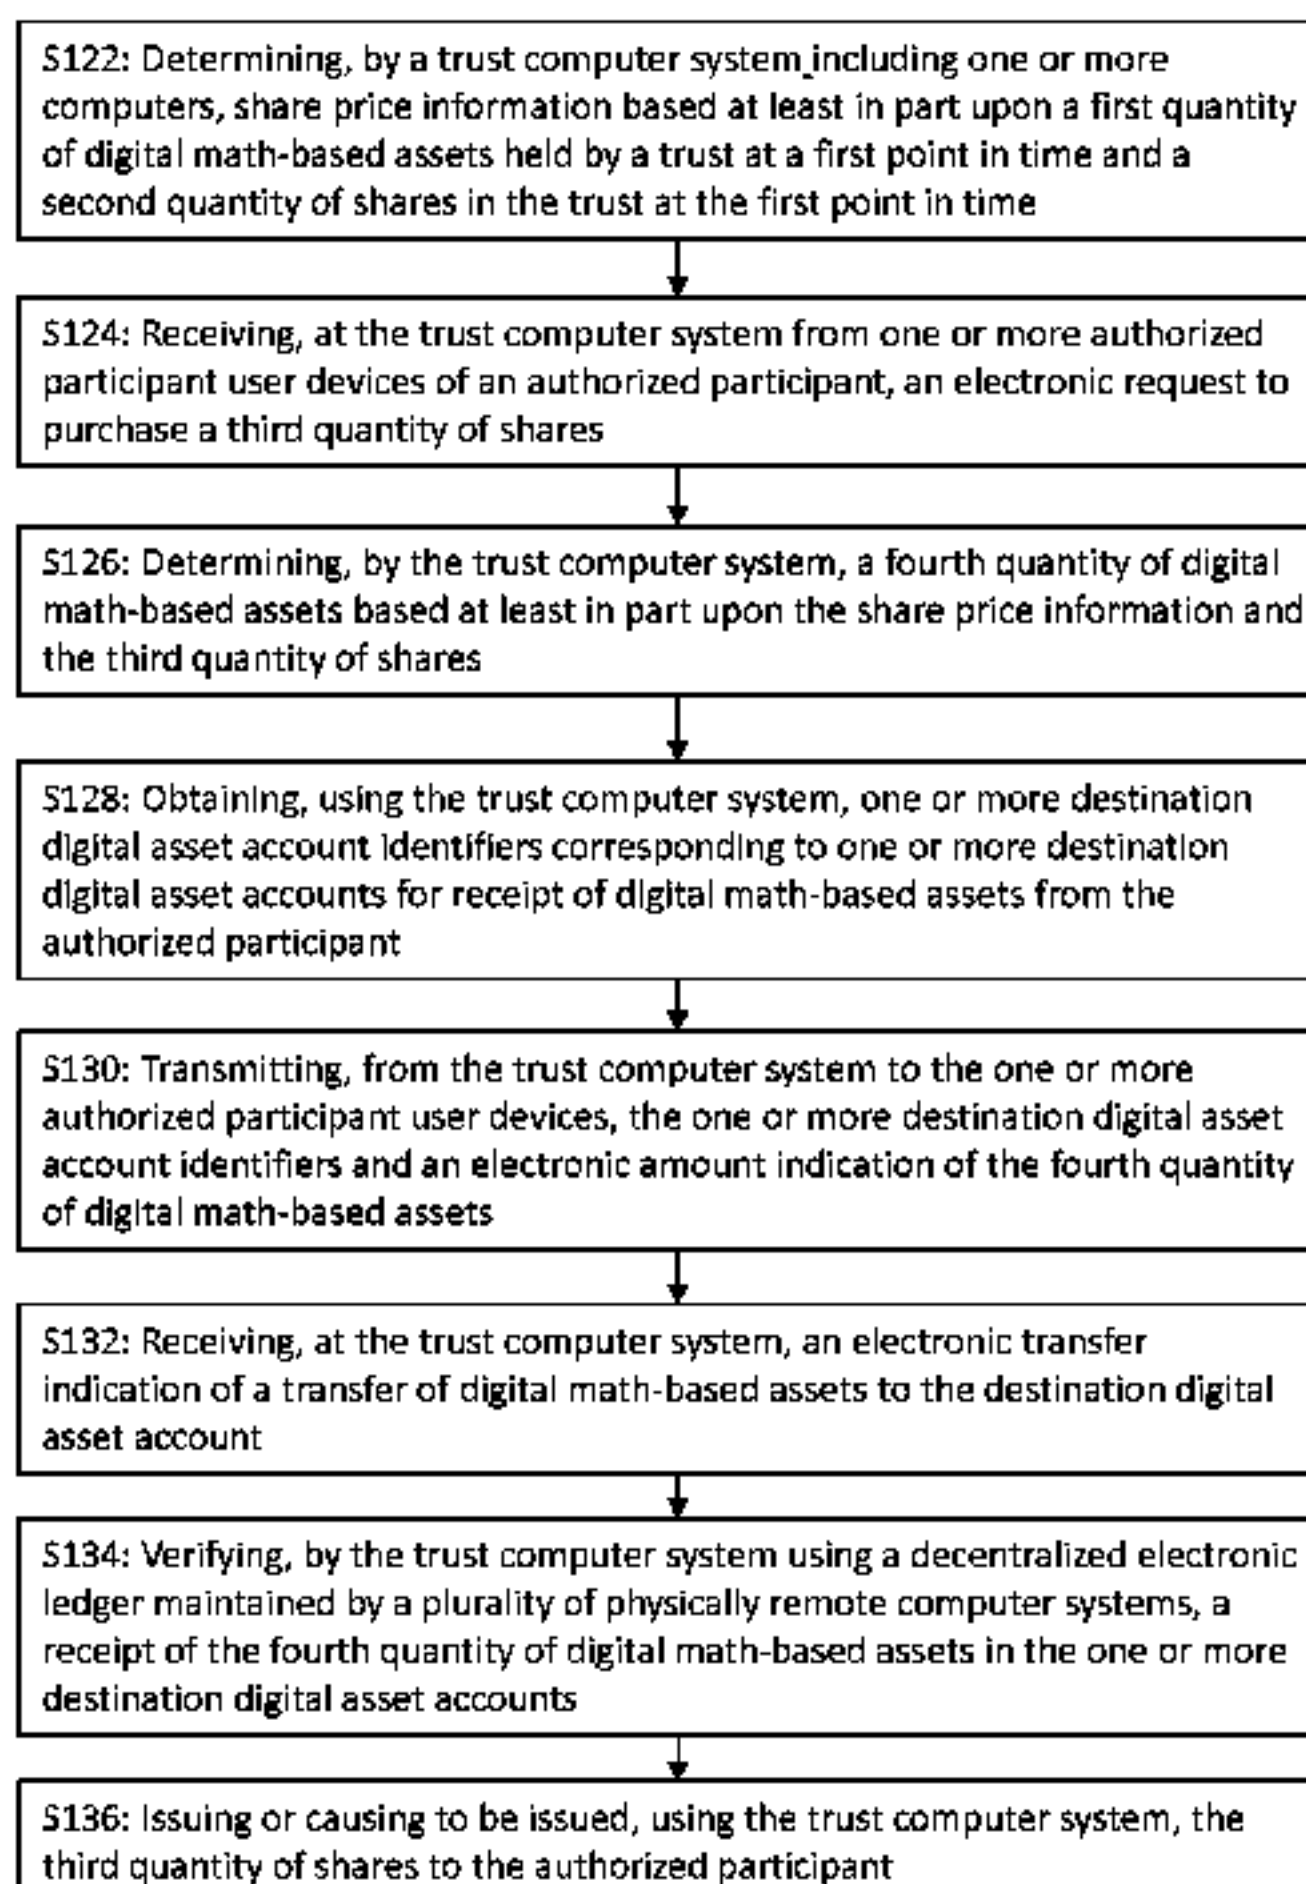 S122: Determining, by a trust computer system including one or more
computers, share price information based at least in part upon a first quantity
of digital math-based assets held by a trust at a first point in time and a
second quantity of shares in the trust at the first point in time
S124: Receiving, at the trust computer system from one or more authorized
participant user devices of an authorized participant, an electronic request to
purchase a third quantity of shares
S126: Determining, by the trust computer system, a fourth quantity of digital
math-based assets based at least in part upon the share price information and
the third quantity of shares
S128: Obtaining, using the trust computer system, one or more destination
digital asset account identifiers corresponding to one or more destination
digital asset accounts for receipt of digital math-based assets from the
authorized participant
S130: Transmitting, from the trust computer system to the one or more
authorized participant user devices, the one or more destination digital asset
account identifiers and an electronic amount indication of the fourth quantity
of digital math-based assets
S132: Receiving, at the trust computer system, an electronic transfer
indication of a transfer of digital math-based assets to the destination digital
asset account
S134: Verifying, by the trust computer system using a decentralized electronic
ledger maintained by a plurality of physically remote computer systems, a
receipt of the fourth quantity of digital math-based assets in the one or more
destination digital asset accounts
S136: Issuing or causing to be issued, using the trust computer system, the
third quantity of shares to the authorized participant